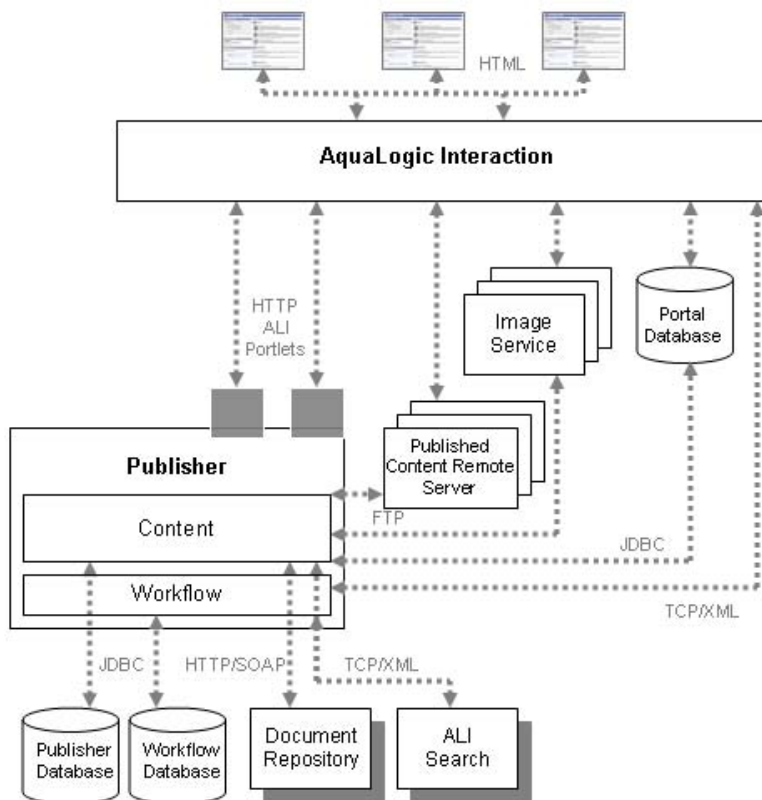 HTML
AquaLogic Interaction
HTTP
ALI
Portlets
Image
Service
Portal
Database
Publisher
Published
Content Remote
Server
Content
FTP
JDBC
Workflow
TCP/XML
JDBC
HTTP/SOAP
TCP/XML
Publisher
Database
Workflow
Database
Document
Repository
ALI
Search